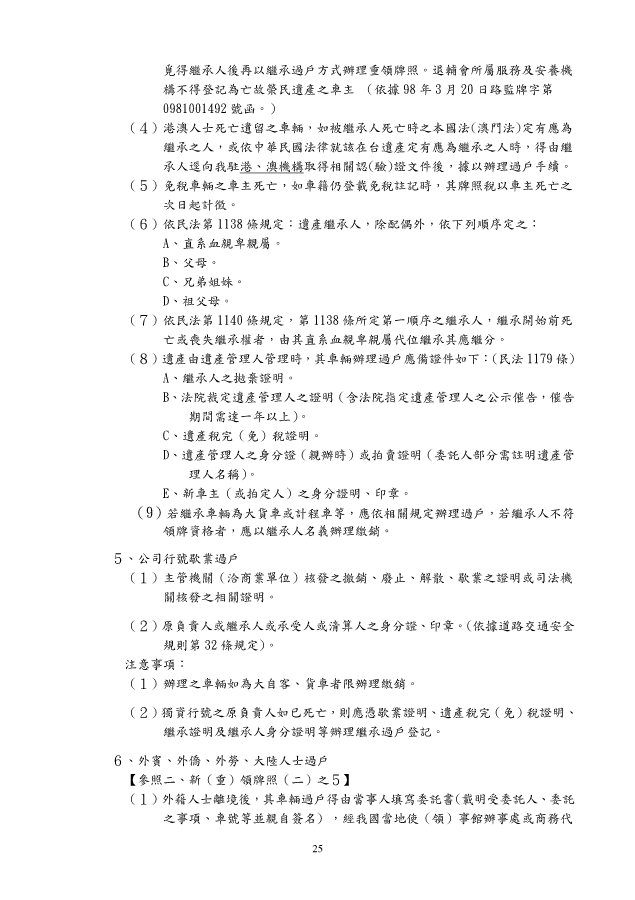 覓得繼承人後再以繼承過戶方式辦理重領牌照。退輔會所屬服務及安養機
構不得登記為亡故榮民遺產之車主 （依據 98 年 3 月 20 日路監牌字第
0981001492 號函。）
（4）港澳人士死亡遺留之車輛，如被繼承人死亡時之本國法(澳門法)定有應為
繼承之人，或依中華民國法律就該在台遺產定有應為繼承之人時，得由繼
承人逕向我駐港、澳機構取得相關認(驗)證文件後，據以辦理過戶手續。
（5）免稅車輛之車主死亡，如車籍仍登載免稅註記時，其牌照稅以車主死亡之
次日起計徵。
（6）依民法第 1138 條規定：遺產繼承人，除配偶外，依下列順序定之：
A、直系血親卑親屬。
B、父母。
C、兄弟姐妹。
D、祖父母。
（7）依民法第 1140 條規定，第 1138 條所定第一順序之繼承人，繼承開始前死
亡或喪失繼承權者，由其直系血親卑親屬代位繼承其應繼分。
（8）遺產由遺產管理人管理時，其車輛辦理過戶應備證件如下：(民法 1179 條)
A、繼承人之拋棄證明。
B、法院裁定遺產管理人之證明（含法院指定遺產管理人之公示催告，催告
期間需達一年以上）。
C、遺產稅完（免）稅證明。
D、遺產管理人之身分證（親辦時）或拍賣證明（委託人部分需註明遺產管
理人名稱）。
E、新車主（或拍定人）之身分證明、印章。
（9）若繼承車輛為大貨車或計程車等，應依相關規定辦理過戶，若繼承人不符
領牌資格者，應以繼承人名義辦理繳銷。
5、公司行號歇業過戶
（1）主管機關（洽商業單位）核發之撤銷、廢止、解散、歇業之證明或司法機
關核發之相關證明。
（2）原負責人或繼承人或承受人或清算人之身分證、印章。(依據道路交通安全
規則第 32 條規定)。
注意事項：
（1）辦理之車輛如為大自客、貨車者限辦理繳銷。
（2）獨資行號之原負責人如已死亡，則應憑歇業證明、遺產稅完（免）稅證明、
繼承證明及繼承人身分證明等辦理繼承過戶登記。
6、外賓、外僑、外勞、大陸人士過戶
【參照二、新（重）領牌照（二）之5】
（1）外籍人士離境後，其車輛過戶得由當事人填寫委託書(載明受委託人、委託
之事項、車號等並親自簽名），經我國當地使（領）事館辦事處或商務代
25